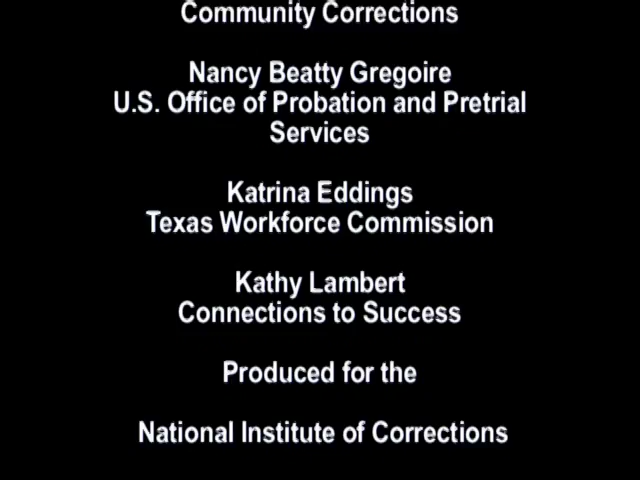 Community Corrections
Nancy Beatty Gregoire
U.S. Office of Probation and Pretrial
Services
Katrina Eddings
Texas Workforce Commission
Kathy Lambert
Connections to Success
Produced for the
National Institute of Corrections